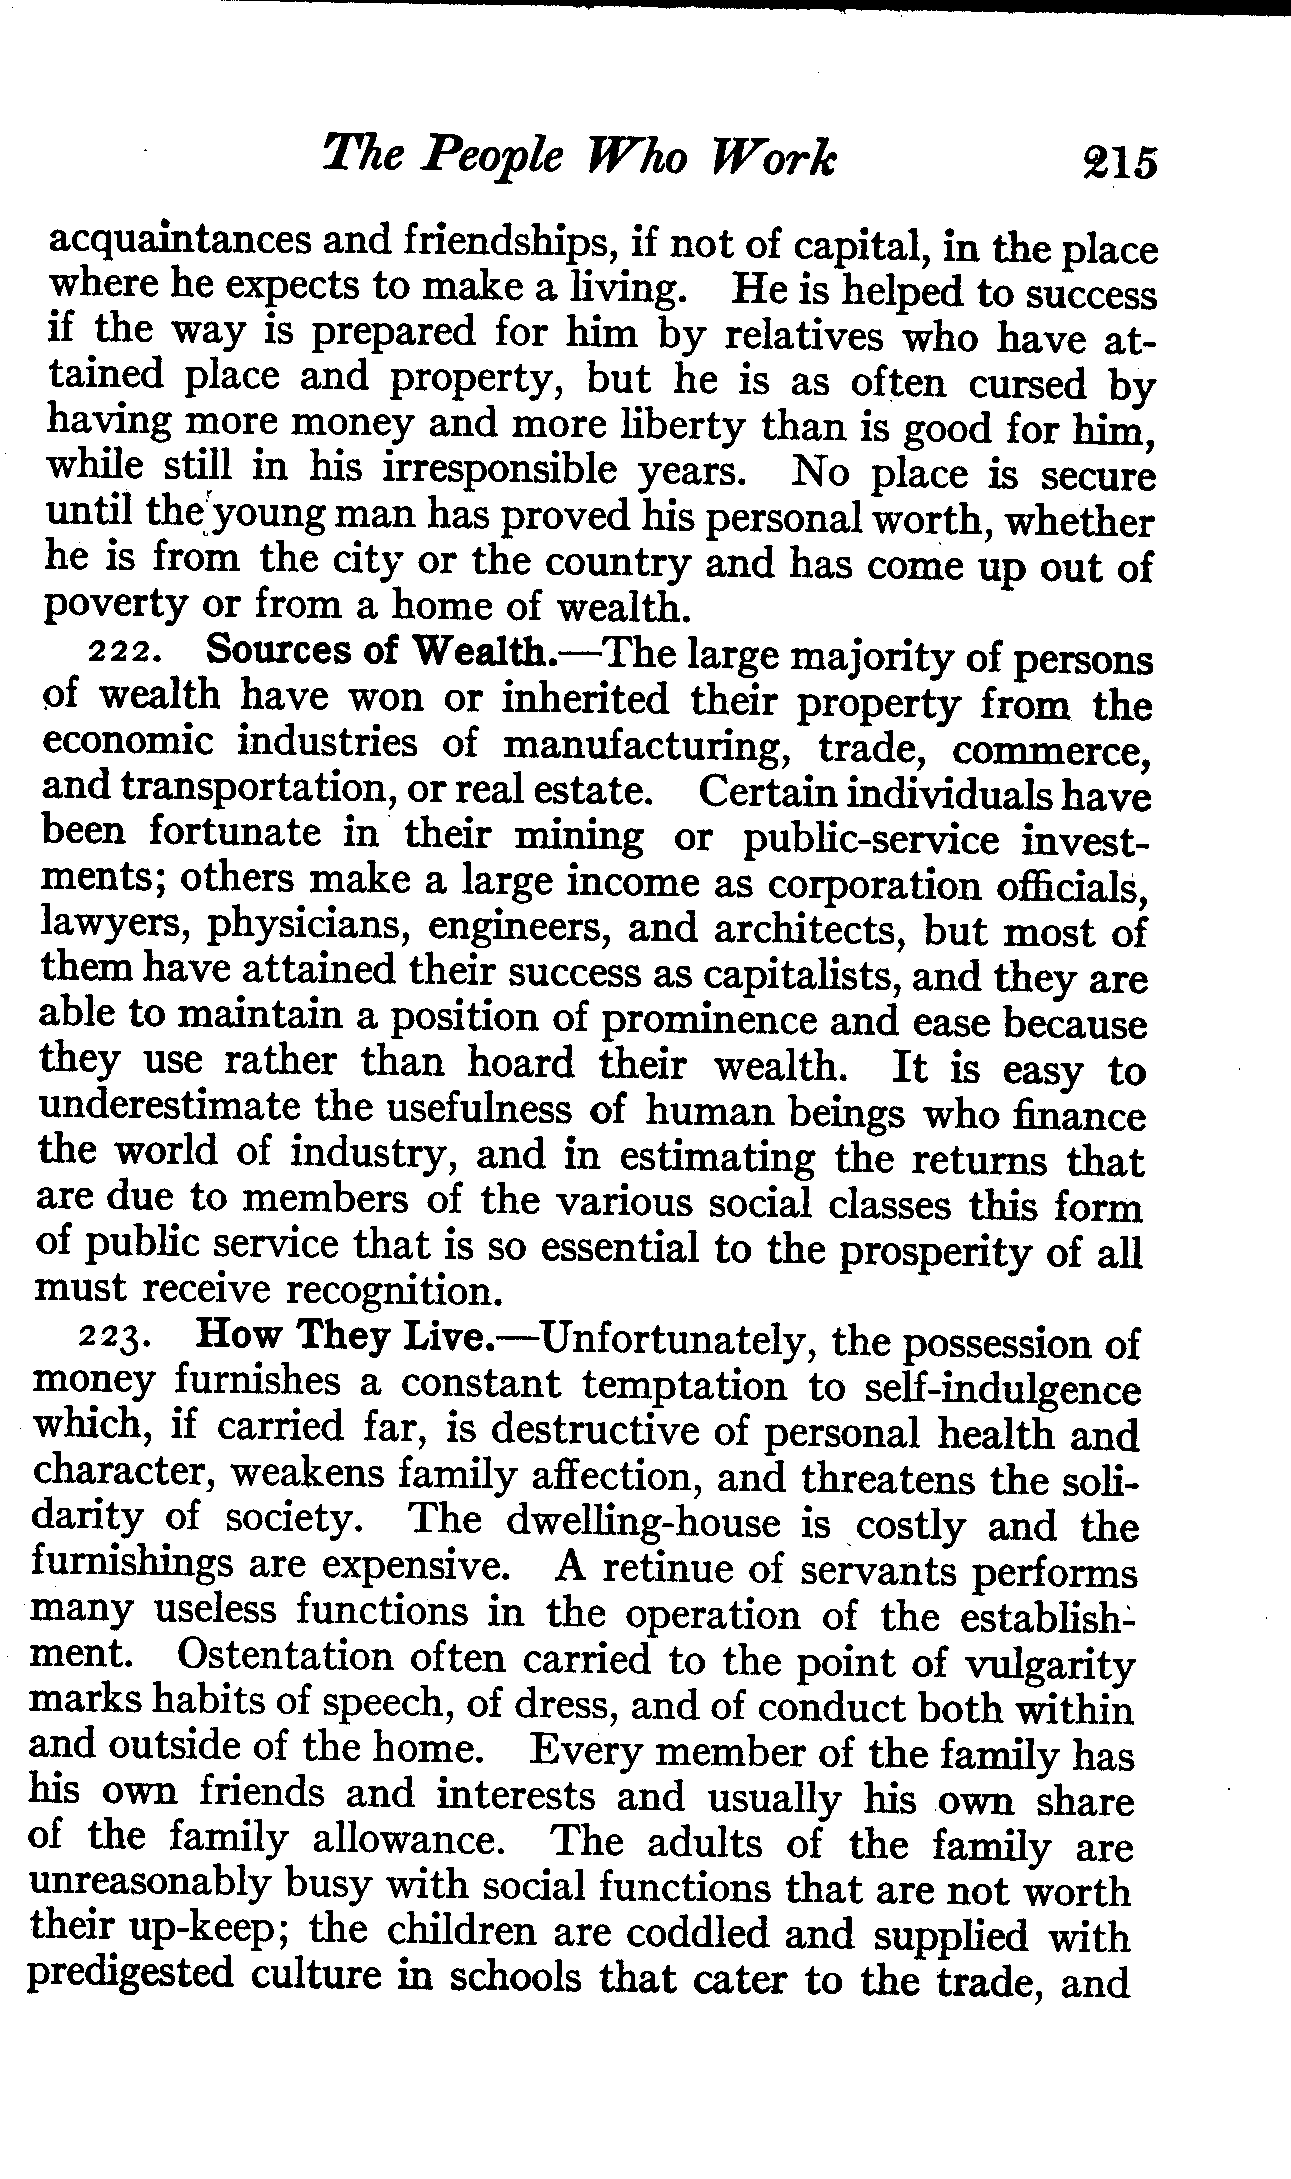 The People Who Work 215
acquaintances and friendships, if not of capital, in the place
where he expects to make a living. He is helped to success
if the way is prepared for him by relatives who have at-
tained place and property, but he is as often cursed by
having more money and more liberty than is good for him,
while still in his irresponsible years. No place is secure
until the young man has proved his personal worth, whether
he is from the city or the country and has come up out of
poverty or from a home of wealth.
222. Sources of Wealth.—The large majority of persons
of wealth have won or inherited their property from the
economic industries of manufacturing, trade, commerce,
and transportation, or real estate. Certain individuals have
been fortunate in their mining or public-service invest-
ments; others make a large income as corporation officials,
lawyers, physicians, engineers, and architects, but most of
them have attained their success as capitalists, and they are
able to maintain a position of prominence and ease because
they use rather than hoard their wealth. It is easy to
underestimate the usefulness of human beings who finance
the world of industry, and in estimating the returns that
are due to members of the various social classes this form
of public service that is so essential to the prosperity of all
must receive recognition.
223. How They Live.—Unfortunately, the possession of
money furnishes a constant temptation to self-indulgence
which, if carried far, is destructive of personal health and
character, weakens family affection, and threatens the soli-
darity of society. The dwelling-house is costly and the
furnishings are expensive. A retinue of servants performs
many useless functions in the operation of the establish-
ment. Ostentation often carried to the point of vulgarity
marks habits of speech, of dress, and of conduct both within
and outside of the home. Every member of the family has
his own friends and interests and usually his own share
of the family allowance. The adults of the family are
unreasonably busy with social functions that are not worth
their up-keep; the children are coddled and supplied with
predigested culture in schools that cater to the trade, and